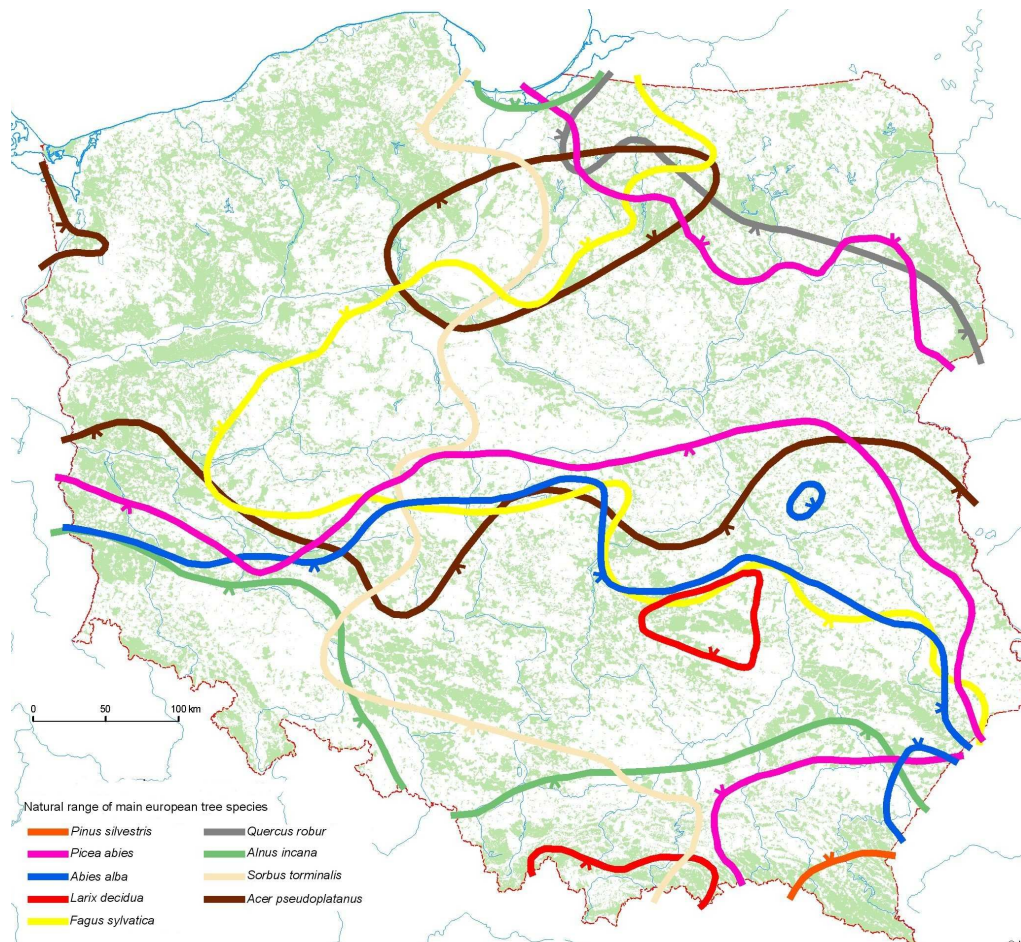 0 50 100 km
Natural range of main european tree species
Pinus silvestris
Picea abies
Abies alba
Larix decidua
Fagus sylvatica
Quercus robur
Alnus incana
Sorbus torminalis
Acer pseudoplatanus